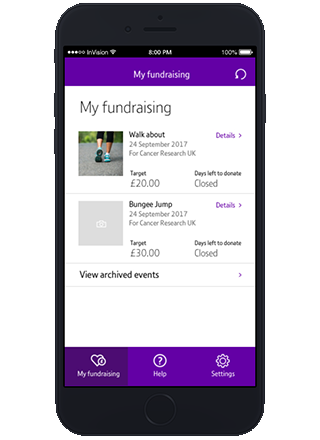 InVision 8:00 PM 100%
My fundraising
My fundraising
Walk about Details >
24 September 2017
For Cancer Research UK
Target Days left to donate
£20.00 Closed
Bungee Jump Details >
24 September 2017
For Cancer Research UK
Target Days left to donate
£30.00 Closed
View archived events >
My fundraising Help Settings